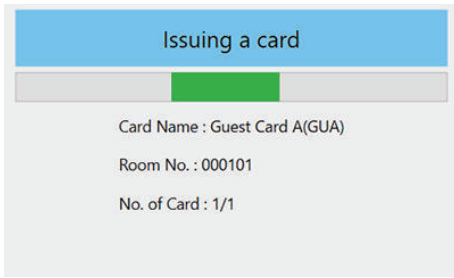 Issuing a card
Card Name : Guest Card A(GUA)
Room No. : 000101
No. of Card : 1/1